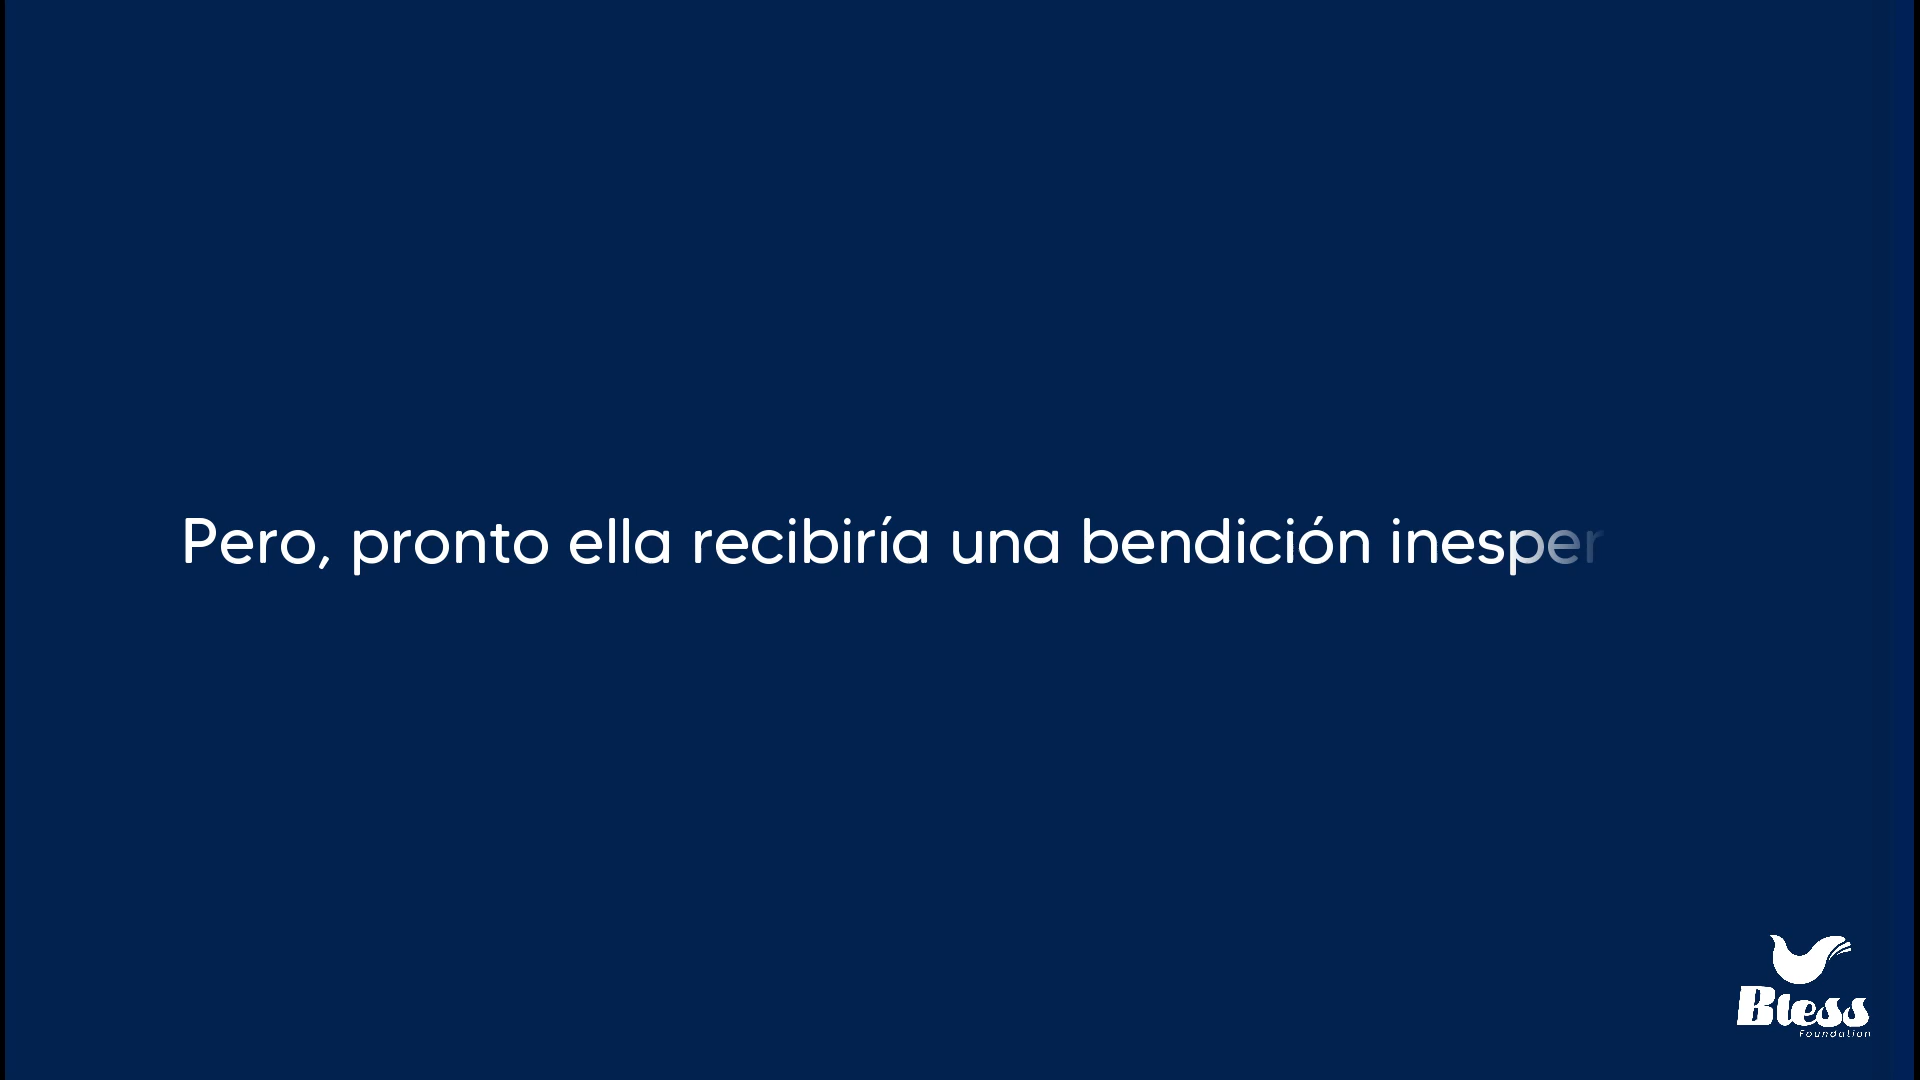 Pero, pronto ella recibiría una bendición inesper
Bless
Foundation